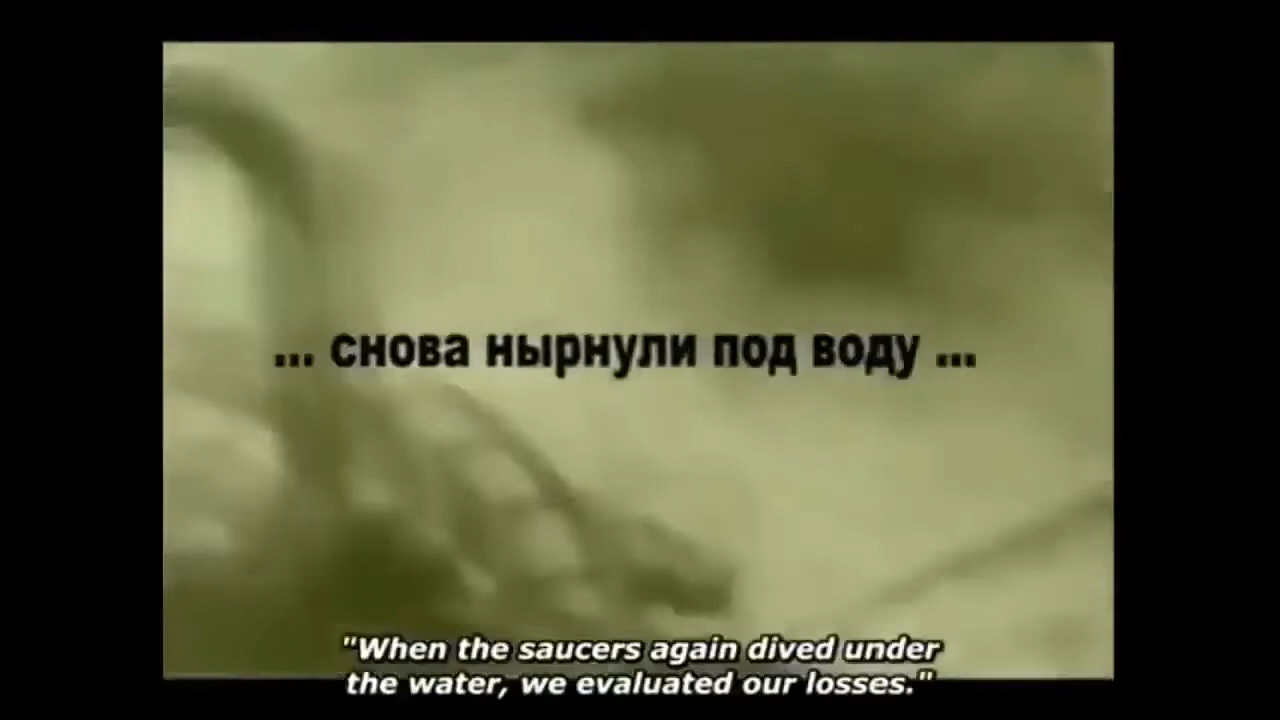 ... снова нырнули под воду ...
"When the saucers again dived under
the water, we evaluated our losses."